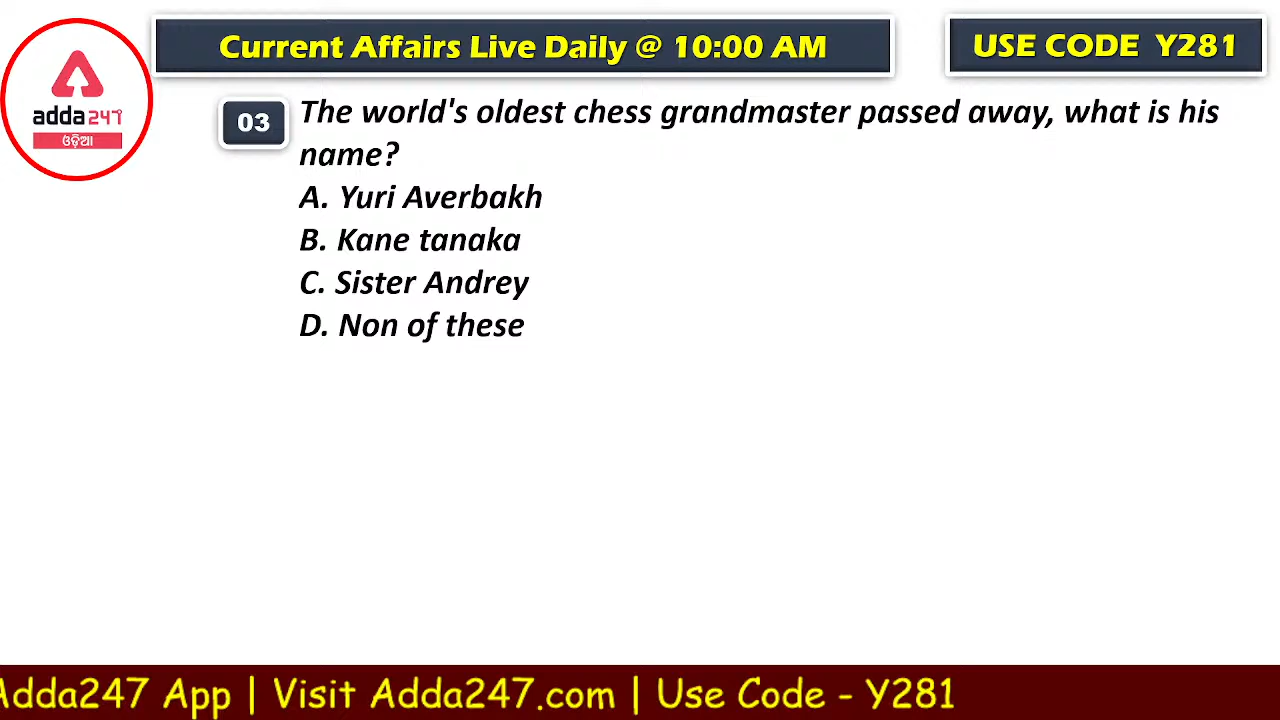 Current Affairs Live Daily @ 10:00 AM
USE CODE Y281
adda247
ଓଡ଼ିଆ
03
The world's oldest chess grandmaster passed away, what is his
name?
A. Yuri Averbakh
B. Kane tanaka
C. Sister Andrey
D. Non of these
Adda247 App | Visit Adda247.com | Use Code - Y281